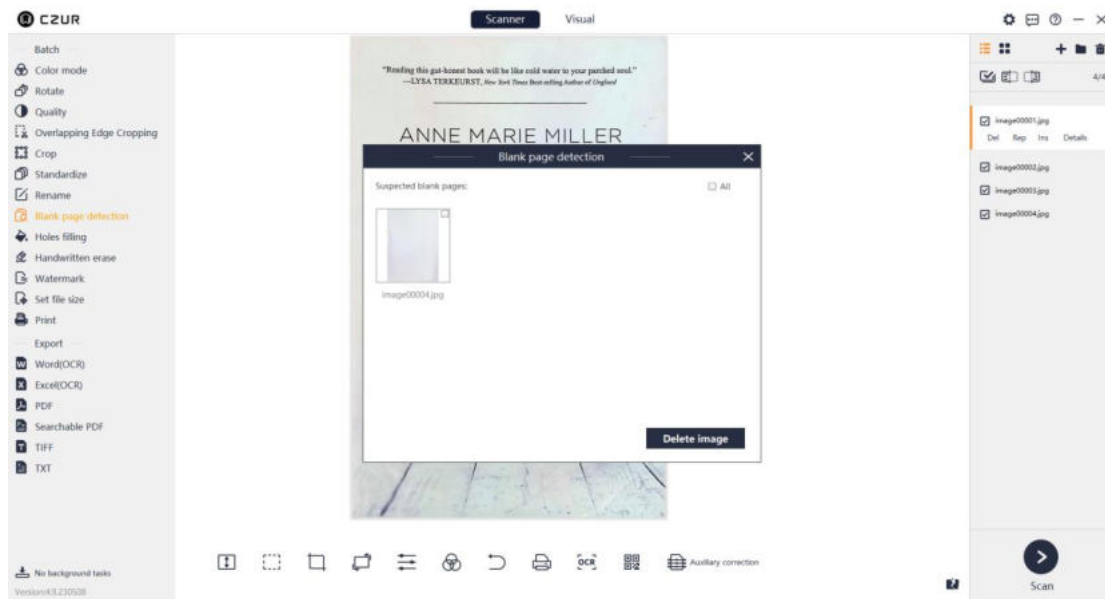 CZUR
Scanner
Visual
Batch
Color mode
Rotate
Quality
Overlapping Edge Cropping
Crop
Standardize
Rename
Blank page detection
Holes filling
Handwritten erase
Watermark
Set file size
Print
Export
Word(OCR)
Excel(OCR)
PDF
Searchable PDF
TIFF
TXT
No background tasks
Version:4.9.230508
"Reading this gut-honest book will be like cold water to your parched soul."
—LYSA TERKEURST, New York Times Best-selling Author of Unglued
ANNE MARIE MILLER
Blank page detection
Suspected blank pages:
All
image00004.jpg
Delete image
OCR
Auxiliary correction
4/4
image00001.jpg
Del Rep Ins Details
image00002.jpg
image00003.jpg
image00004.jpg
Scan